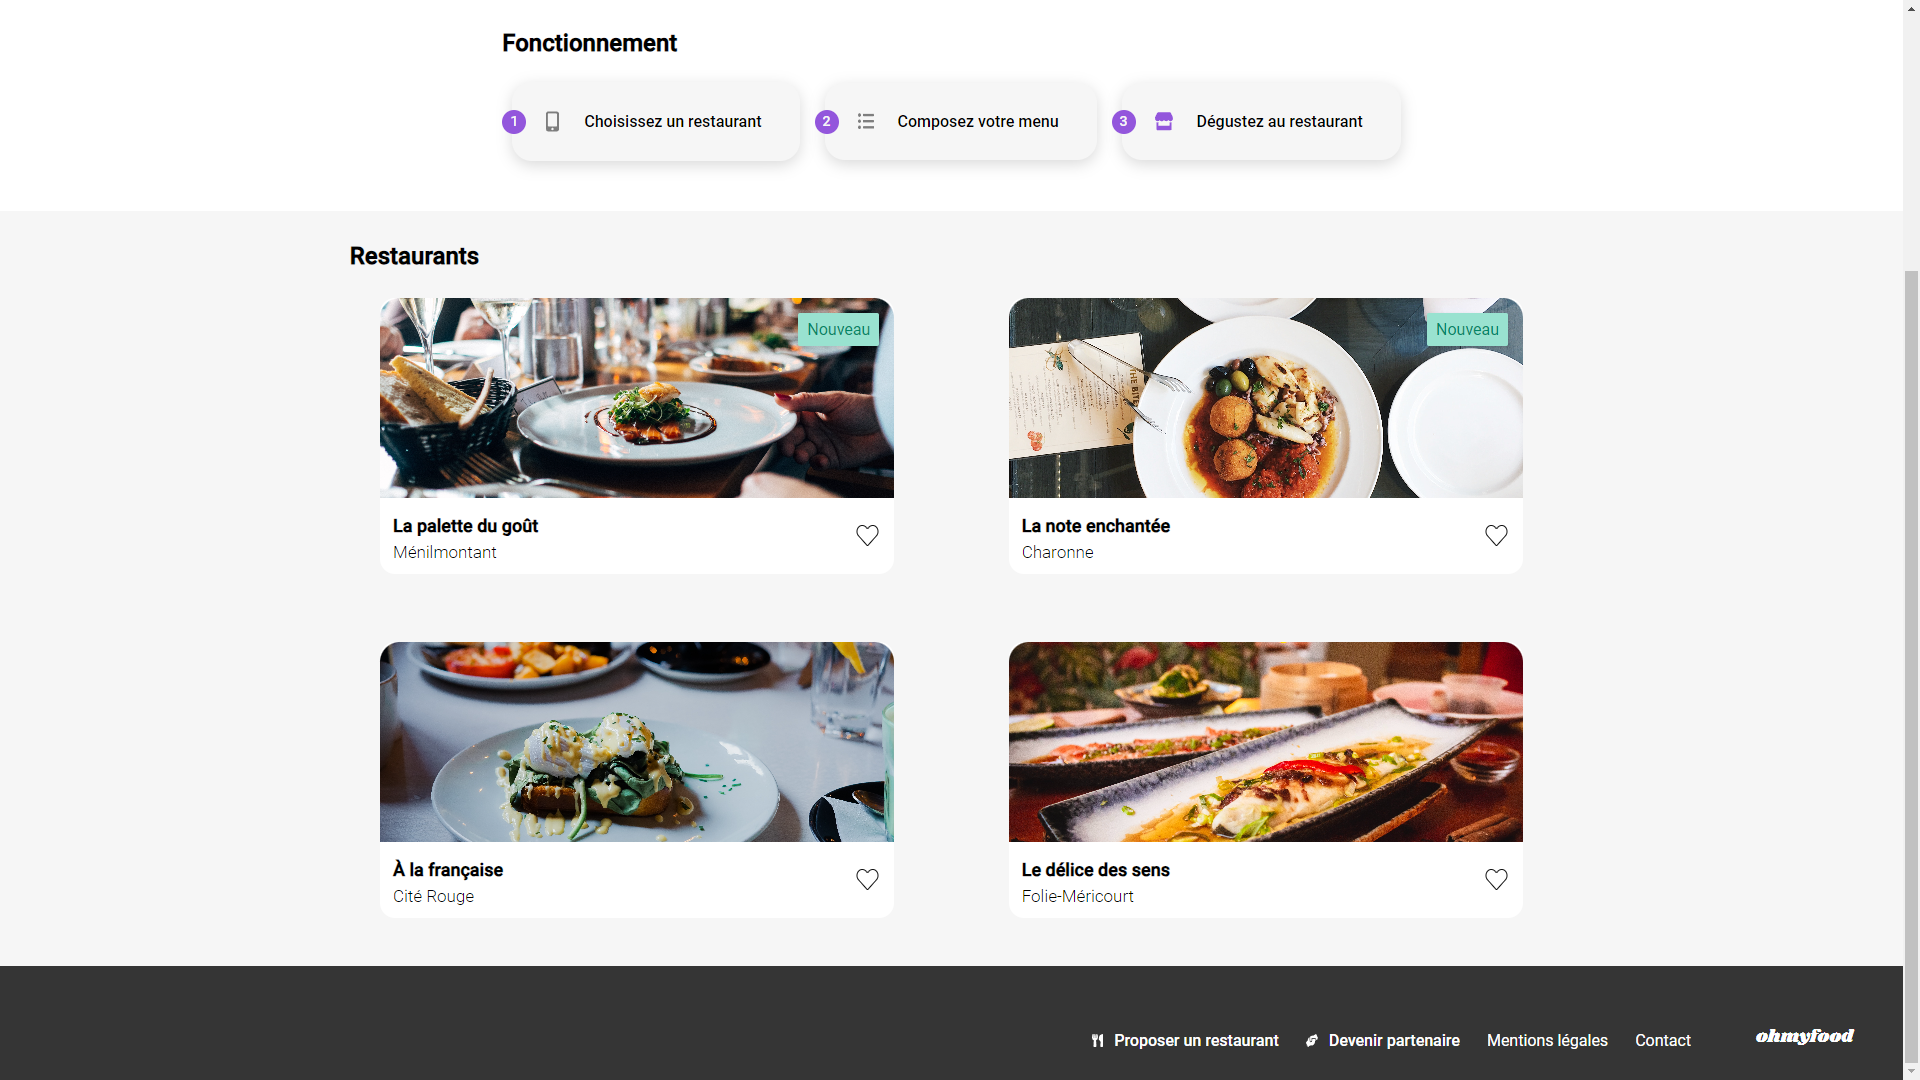 Fonctionnement
1 Choisissez un restaurant
2 Composez votre menu
3 Dégustez au restaurant
Restaurants
Nouveau
La palette du goût
Ménilmontant
Nouveau
La note enchantée
Charonne
À la française
Cité Rouge
Le délice des sens
Folie-Méricourt
Proposer un restaurant
Devenir partenaire
Mentions légales
Contact
ohmyfood